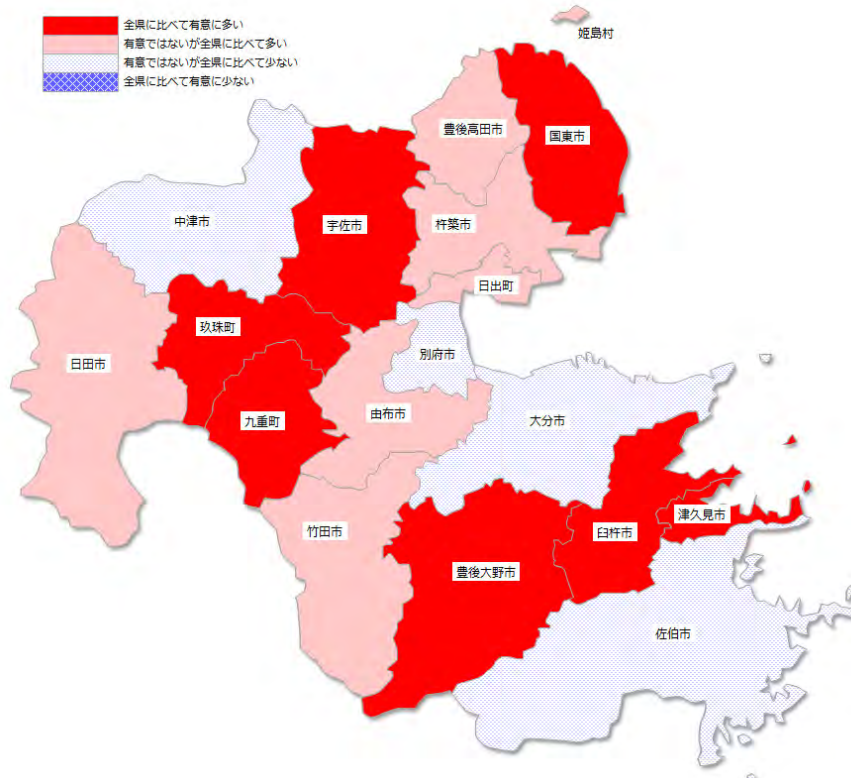 全県に比べて有意に多い
有意ではないが全県に比べて多い
有意ではないが全県に比べて少ない
全県に比べて有意に少ない
姫島村
豊後高田市
国東市
中津市
宇佐市
杵築市
日出町
玖珠町
別府市
日田市
九重町
由布市
大分市
津久見市
竹田市
臼杵市
豊後大野市
佐伯市